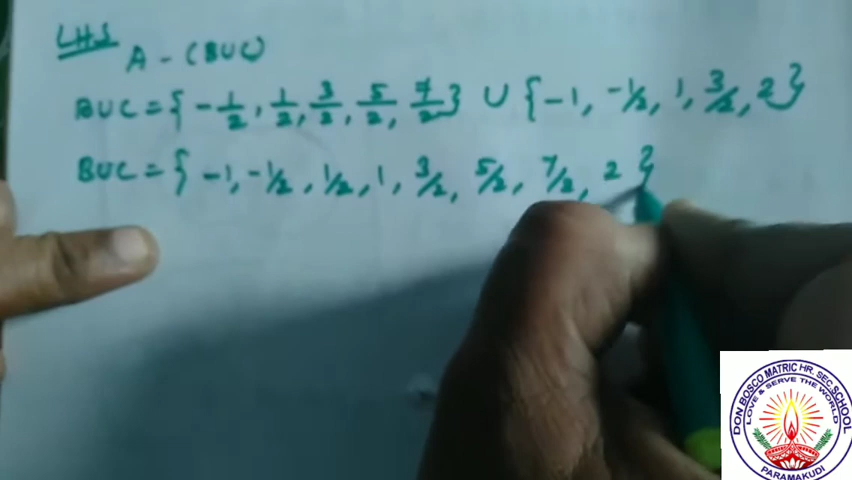 LHS
A - (BUC)
BUC = {-1/2, 1/2, 3/2, 5/2, 7/2} U {-1, -1/2, 1, 3/2, 2}
BUC = { -1, -1/2, 1/2, 1, 3/2, 5/2, 7/2, 2 }
DON BOSCO MATRIC HR. SEC. SCHOOL
LOVE & SERVE THE WORLD
PARAMAKUDI